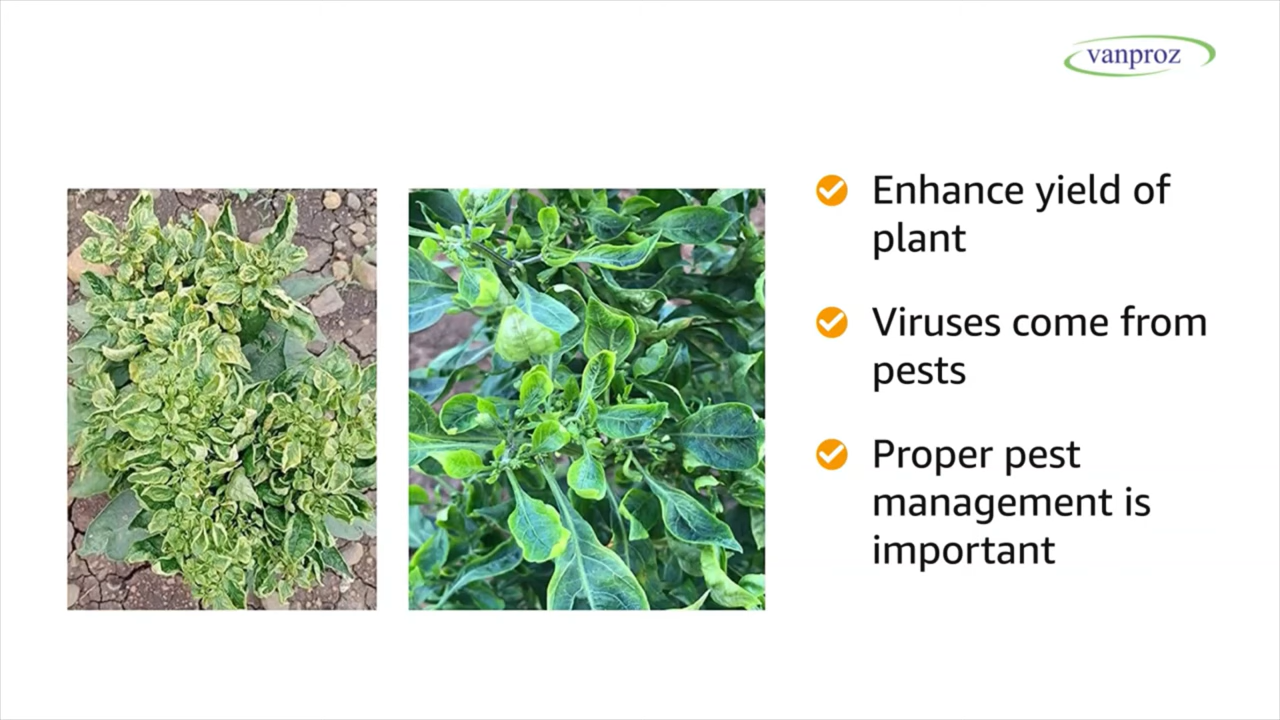 vanproz
Enhance yield of
plant
Viruses come from
pests
Proper pest
management is
important